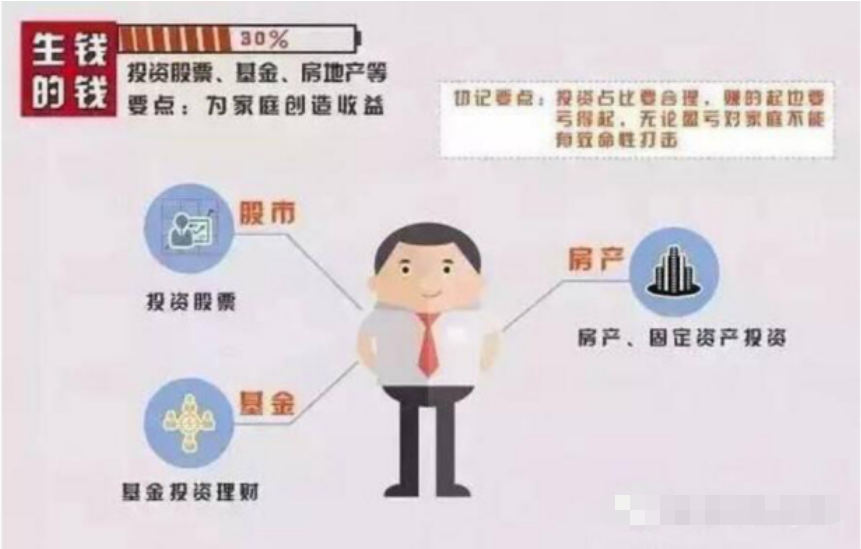 生钱
的钱
30%
投资股票、基金、房地产等
要点：为家庭创造收益
切记要点：投资占比要合理，赚的起也要
亏得起，无论盈亏对家庭不能
有致命性打击
股市
投资股票
房产
房产、固定资产投资
基金
基金投资理财